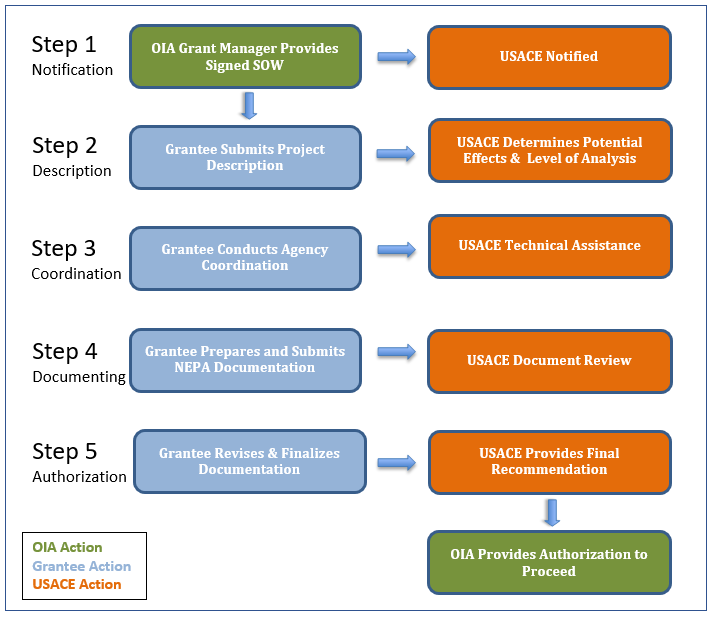 Step 1
Notification
OIA Grant Manager Provides
Signed SOW
USACE Notified
Step 2
Description
Grantee Submits Project
Description
USACE Determines Potential
Effects & Level of Analysis
Step 3
Coordination
Grantee Conducts Agency
Coordination
USACE Technical Assistance
Step 4
Documenting
Grantee Prepares and Submits
NEPA Documentation
USACE Document Review
Step 5
Authorization
Grantee Revises & Finalizes
Documentation
USACE Provides Final
Recommendation
OIA Provides Authorization to
Proceed
OIA Action
Grantee Action
USACE Action